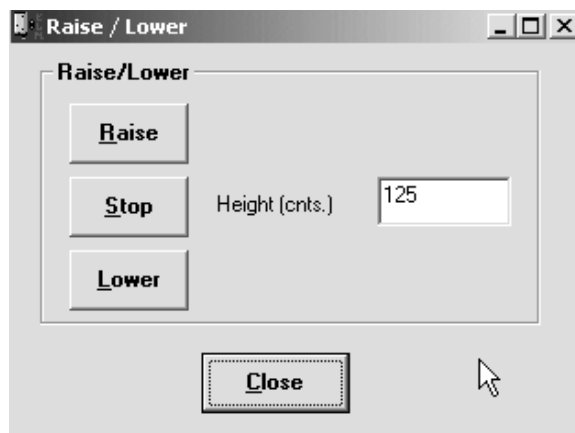 Raise / Lower
Raise/Lower
Raise
Stop
Height (cnts.)
125
Lower
Close